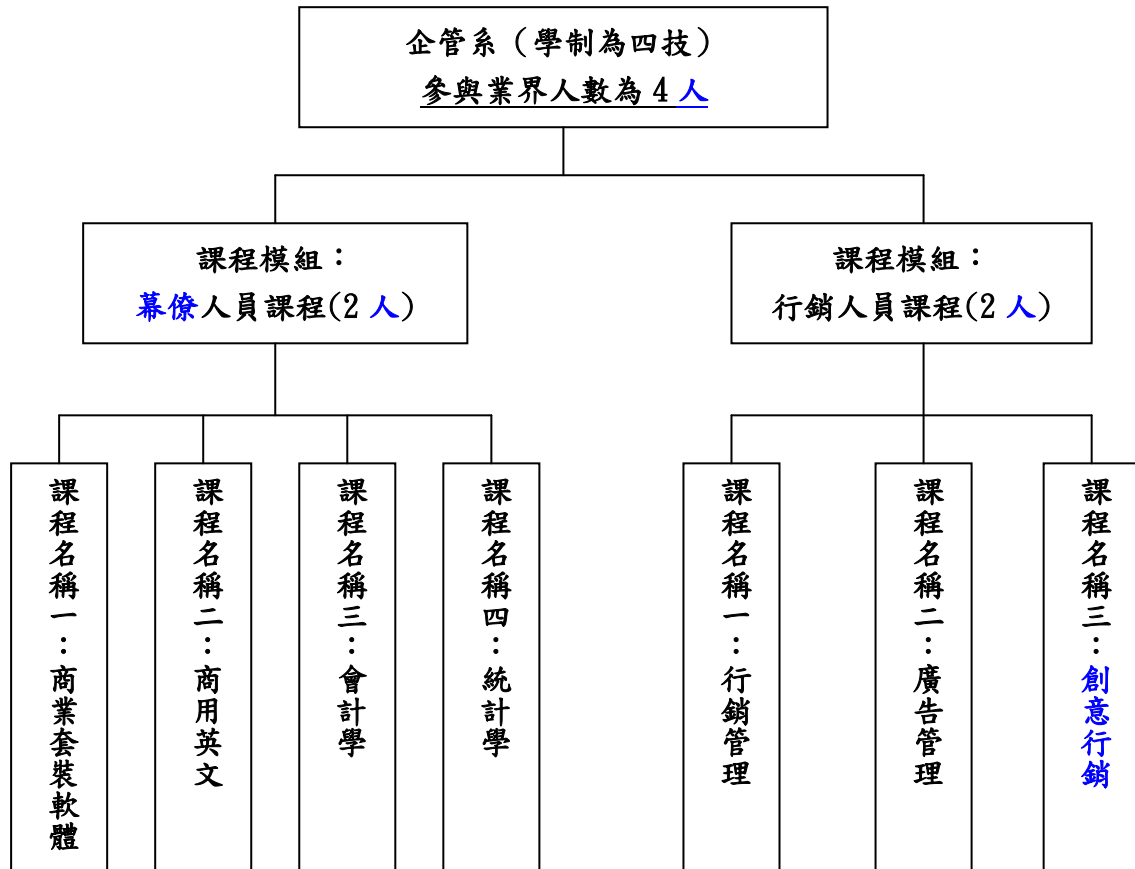 企管系（學制為四技）
參與業界人數為 4 人
課程模組：
幕僚人員課程(2 人)
課程模組：
行銷人員課程(2 人)
課程名稱一：商業套裝軟體
課程名稱二：商用英文
課程名稱三：會計學
課程名稱四：統計學
課程名稱一：行銷管理
課程名稱二：廣告管理
課程名稱三：創意行銷